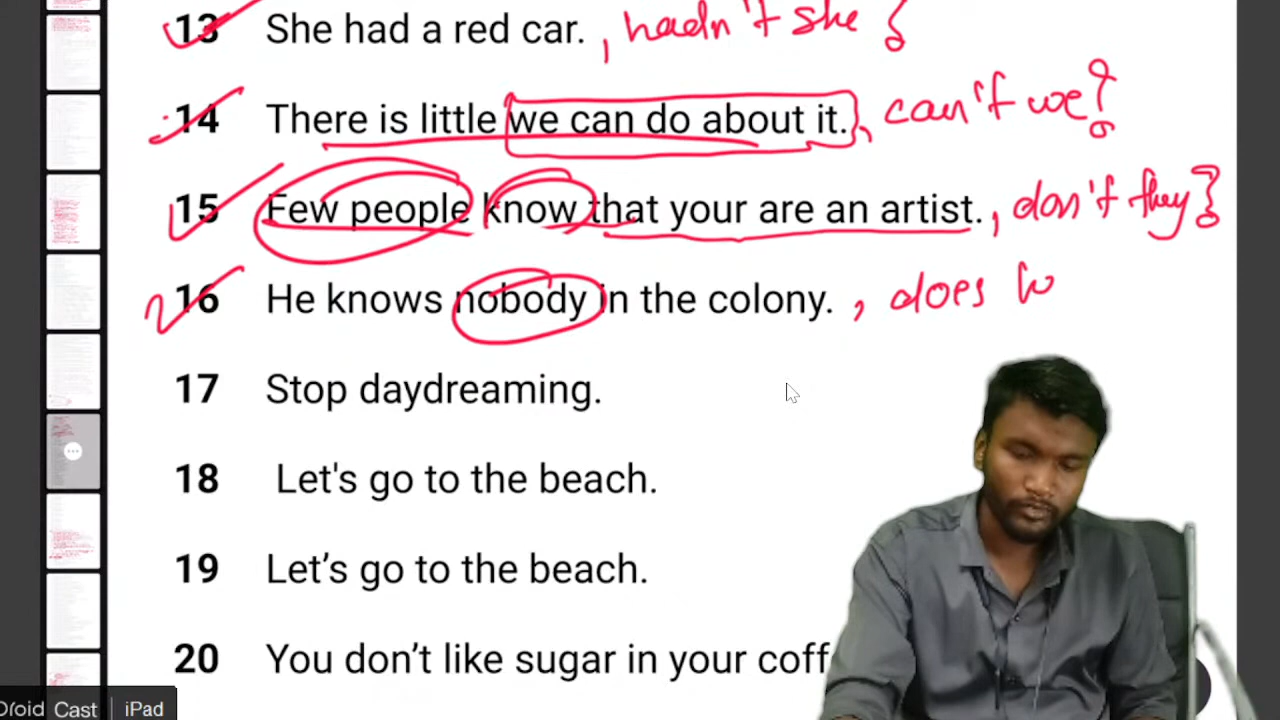 13 She had a red car. , hadn't she ?
14 There is little we can do about it. , can't we?
15 Few people know that your are an artist. , don't they?
16 He knows nobody in the colony. , does
17 Stop daydreaming.
18 Let's go to the beach.
19 Let’s go to the beach.
20 You don’t like sugar in your coff
Droid Cast | iPad